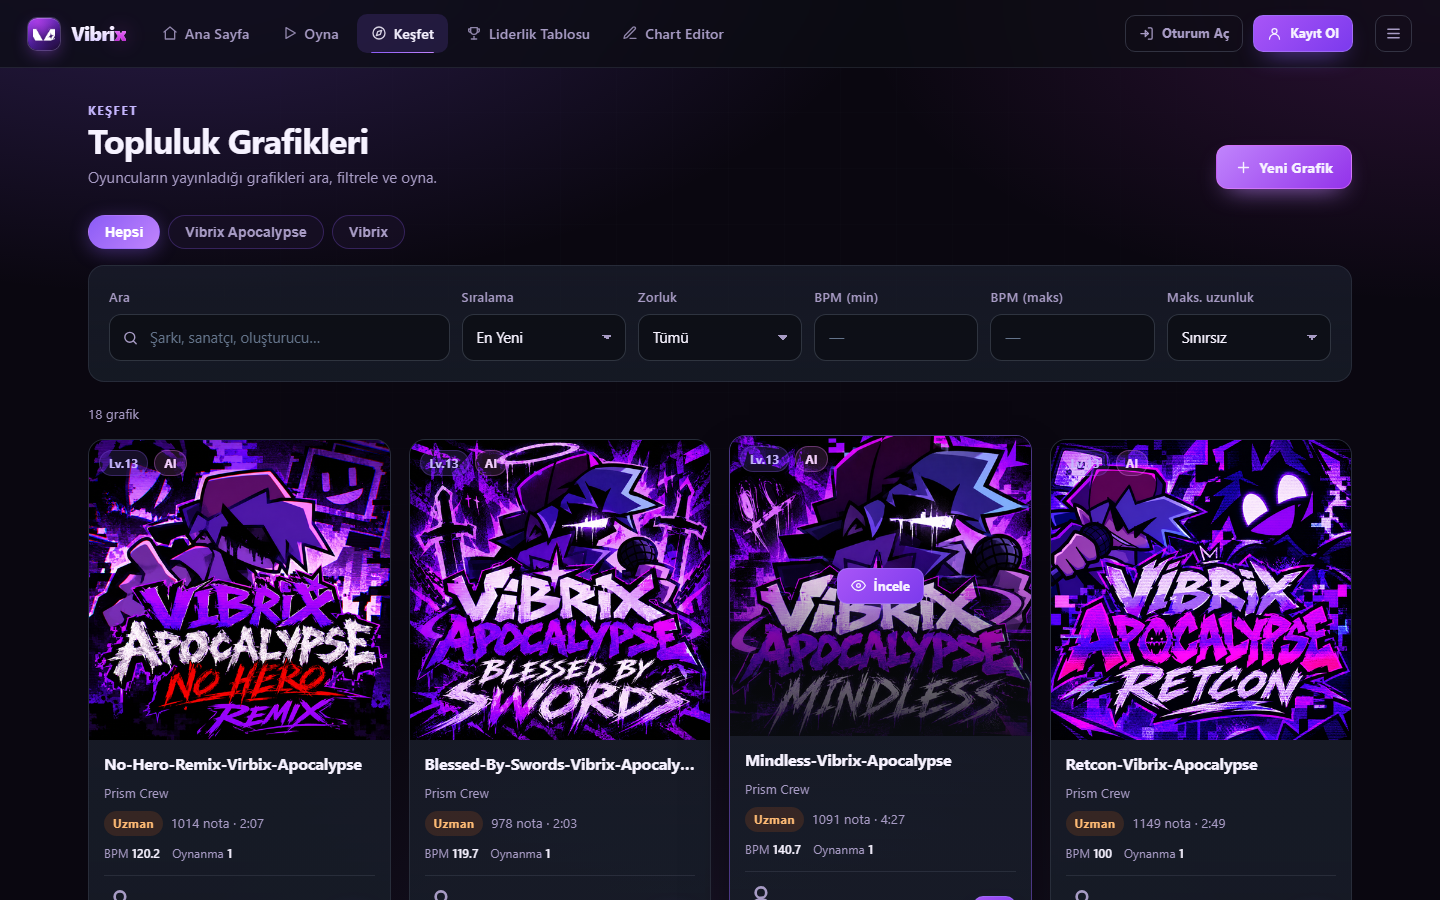 Vibrix
Ana Sayfa
Oyna
Keşfet
Liderlik Tablosu
Chart Editor
Oturum Aç
Kayıt Ol
KEŞFET
Topluluk Grafikleri
Oyuncuların yayınladığı grafikleri ara, filtrele ve oyna.
+ Yeni Grafik
Hepsi
Vibrix Apocalypse
Vibrix
Ara
Sıralama
Zorluk
BPM (min)
BPM (maks)
Maks. uzunluk
Şarkı, sanatçı, oluşturucu...
En Yeni
Tümü
—
—
Sınırsız
18 grafik
Lv.13
AI
VIBRIX
APOCALYPSE
NO HERO
REMIX
No-Hero-Remix-Virbix-Apocalypse
Prism Crew
Uzman
1014 nota · 2:07
BPM 120.2
Oynanma 1
Lv.13
AI
VIBRIX
APOCALYPSE
BLESSED BY
SWORDS
Blessed-By-Swords-Vibrix-Apocaly...
Prism Crew
Uzman
978 nota · 2:03
BPM 119.7
Oynanma 1
Lv.13
AI
İncele
VIBRIX
APOCALYPSE
MINDLESS
Mindless-Vibrix-Apocalypse
Prism Crew
Uzman
1091 nota · 4:27
BPM 140.7
Oynanma 1
AI
VIBRIX
APOCALYPSE
RETCON
Retcon-Vibrix-Apocalypse
Prism Crew
Uzman
1149 nota · 2:49
BPM 100
Oynanma 1